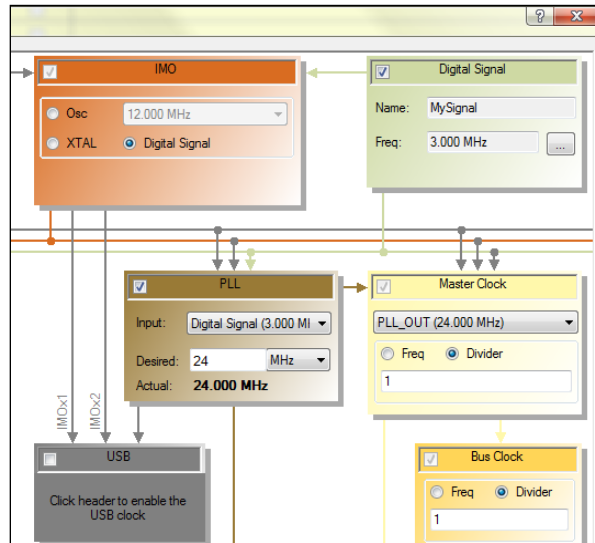 ?
X
IMO
Osc
12.000 MHz
XTAL
Digital Signal
Digital Signal
Name:
MySignal
Freq:
3.000 MHz
...
PLL
Input:
Digital Signal (3.000 MI
Desired:
24
MHz
Actual:
24.000 MHz
Master Clock
PLL_OUT (24.000 MHz)
Freq
Divider
1
IMOx1
IMOx2
USB
Click header to enable the
USB clock
Bus Clock
Freq
Divider
1